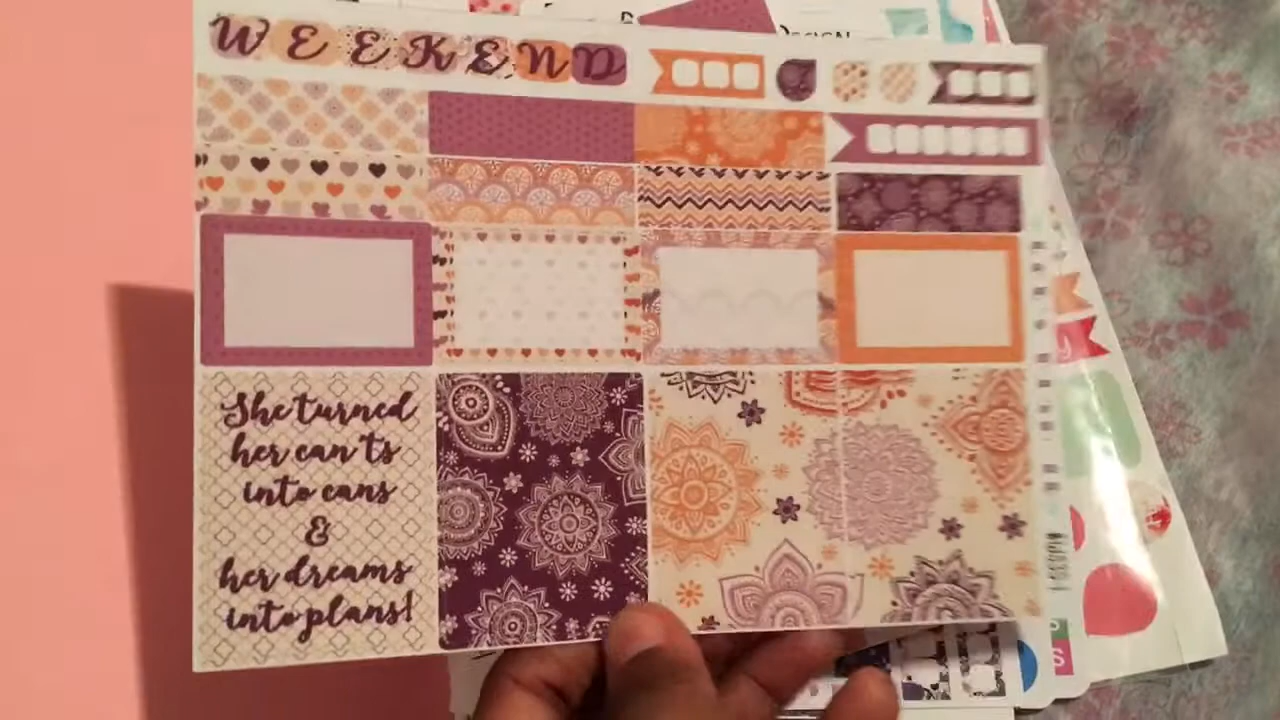 WEEKEND
She turned
her can'ts
into cans
&
her dreams
into plans!